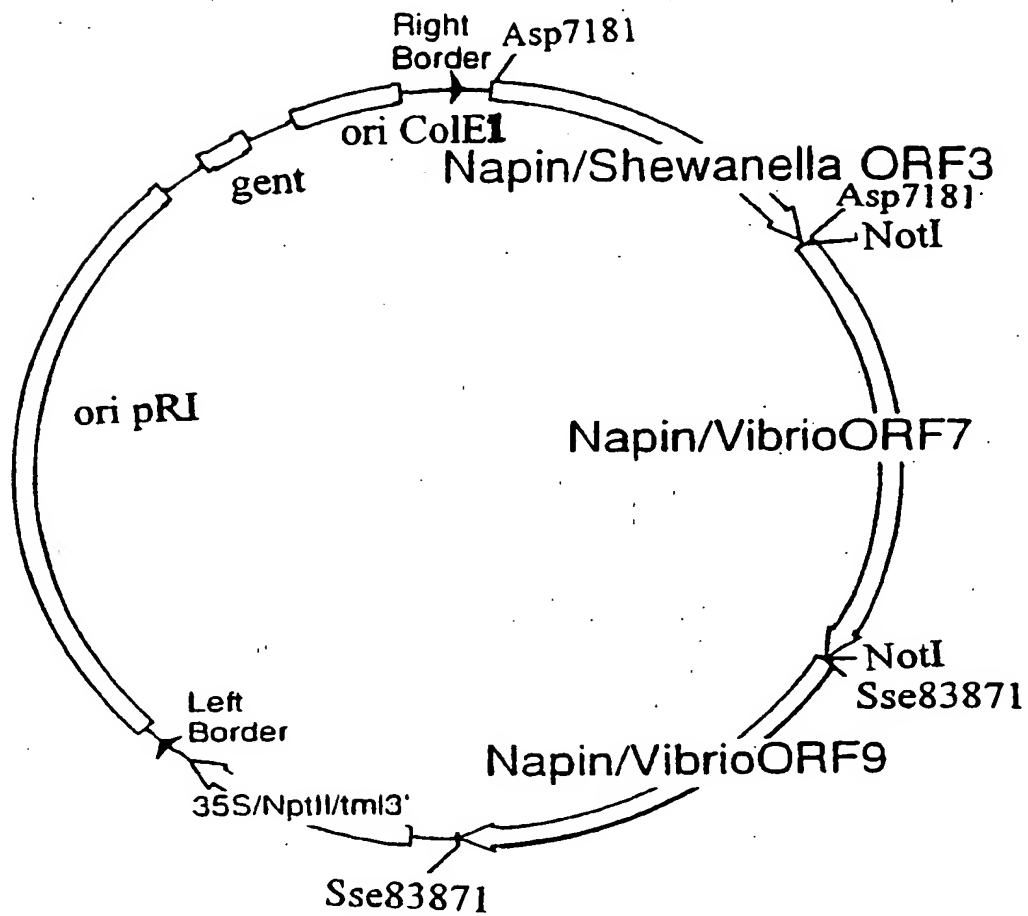 Right
Border
Asp7181
ori ColE1
gent
Napin/Shewanella ORF3
Asp7181
NotI
ori pRI
Napin/VibrioORF7
NotI
Sse83871
Left
Border
Napin/VibrioORF9
35S/NptII/tml3'
Sse83871